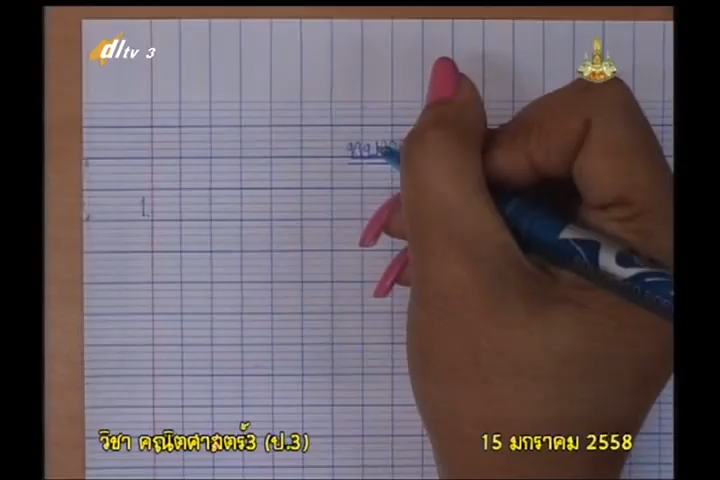 dltv 3
1.
วิชา คณิตศาสตร์3 (ป.3)
15 มกราคม 2558